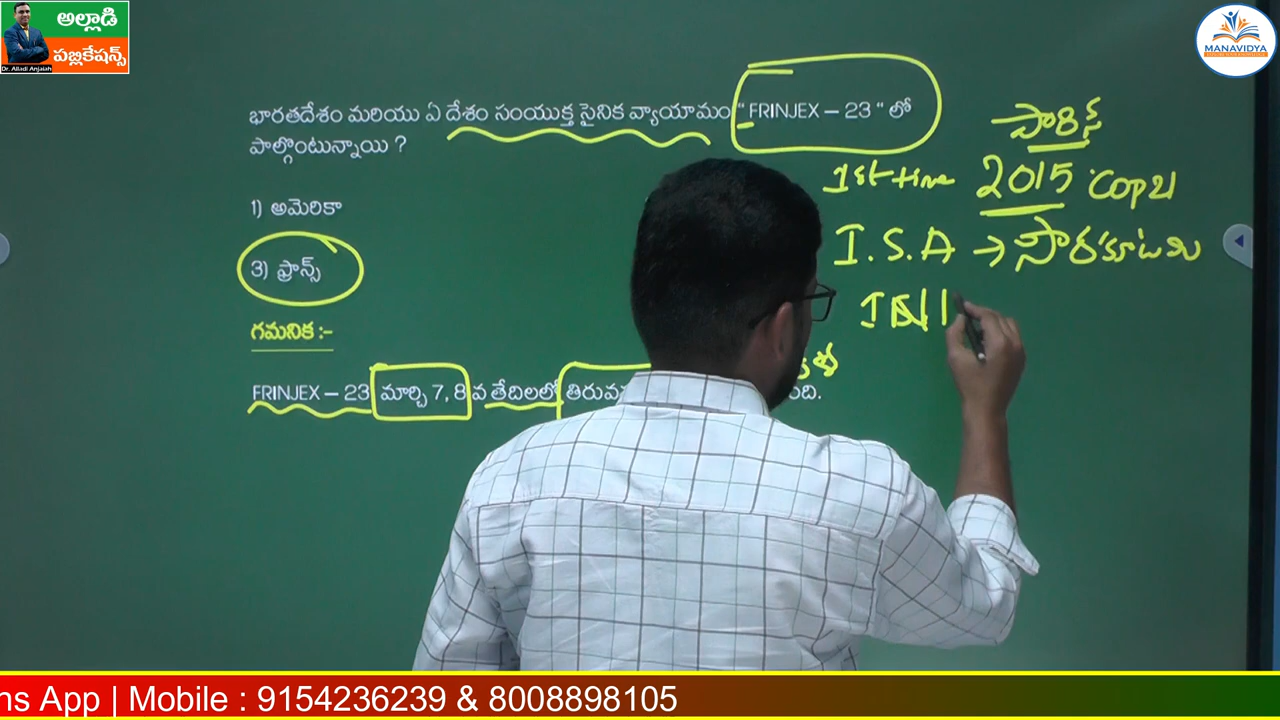 అల్లాడి
పబ్లికేషన్స్
Dr. Alladi Anjaiah
MANAVIDYA
భారతదేశం మరియు ఏ దేశం సంయుక్త సైనిక వ్యాయామం " FRINJEX – 23 " లో
పాల్గొంటున్నాయి ?
1) అమెరికా
3) ఫ్రాన్స్
గమనిక :-
FRINJEX – 23 మార్చి 7, 8 వ తేదిలలో
పారిస్
1st time 2015 COP21
I.S.A → సౌరకూటమి
ns App | Mobile : 9154236239 & 8008898105